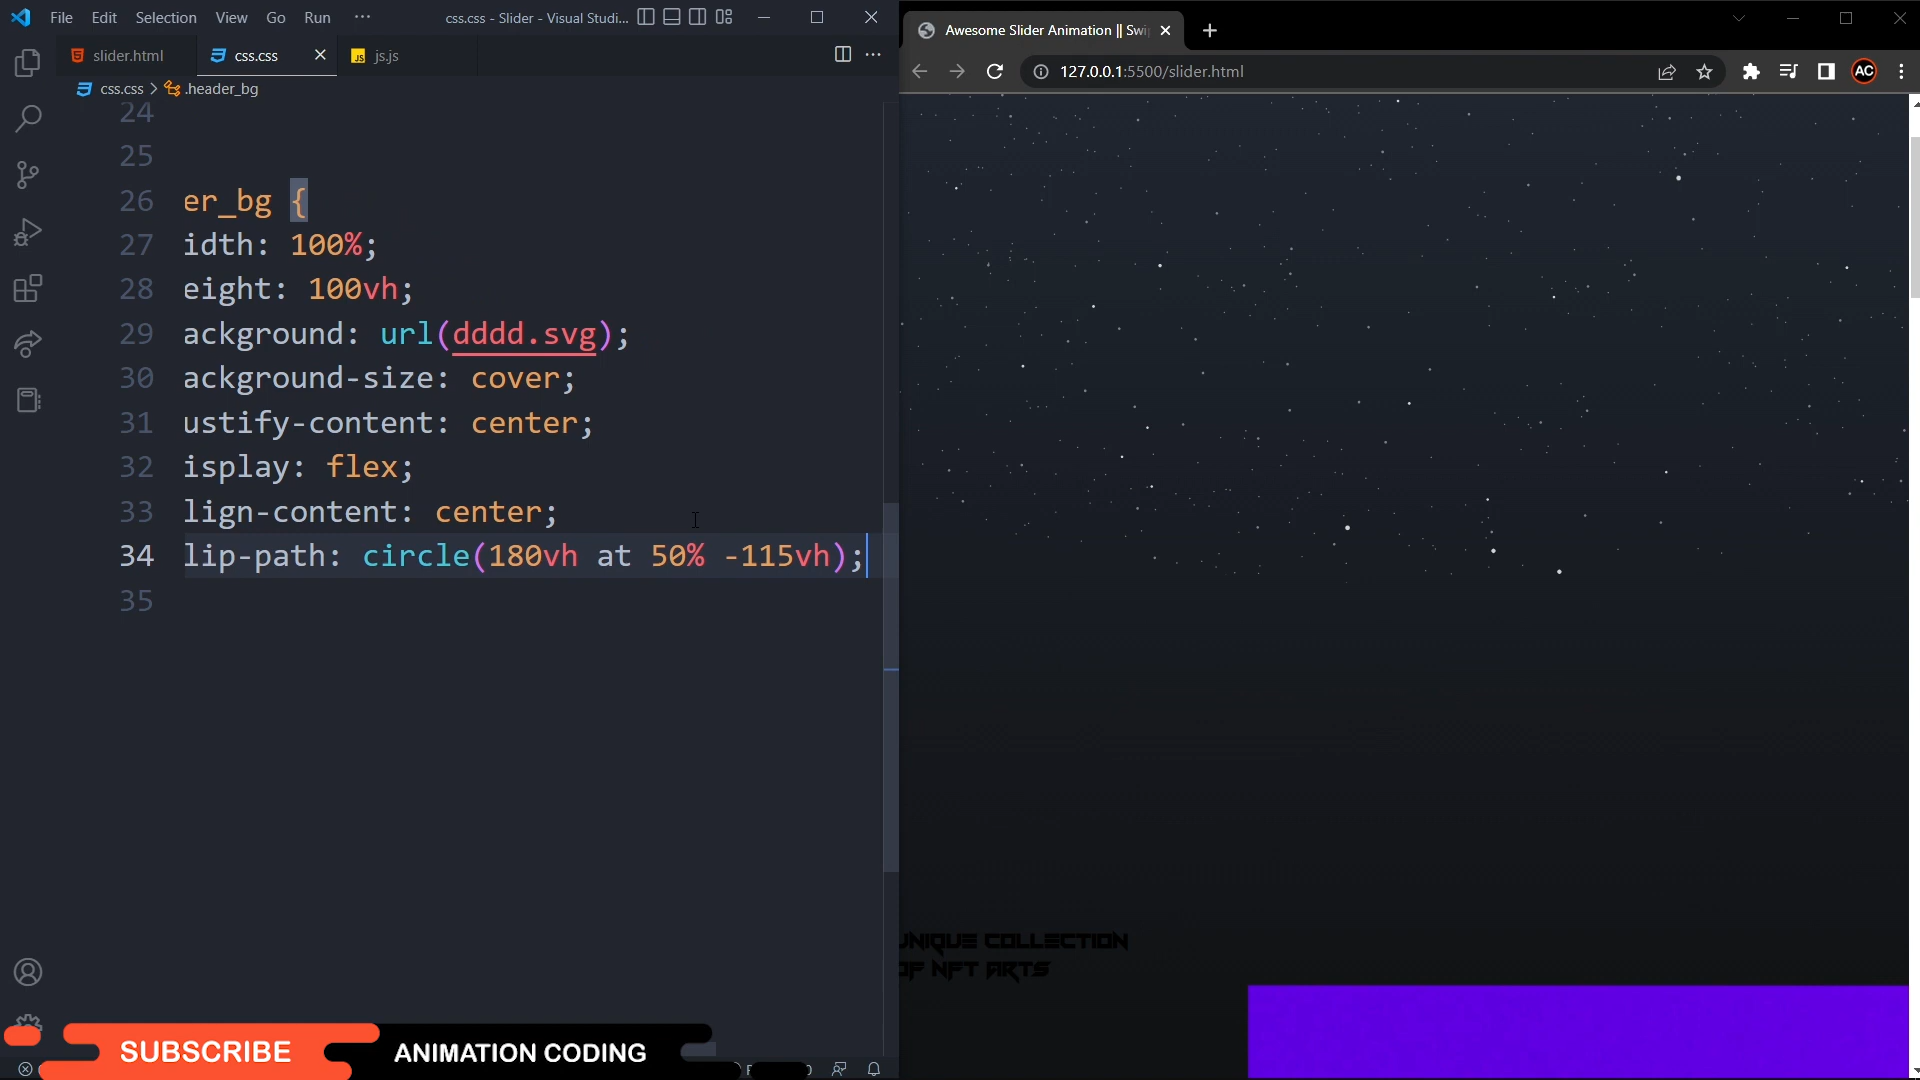 File Edit Selection View Go Run ··· css.css - Slider - Visual Studi...
slider.html css.css JS js.js
css.css > .header_bg
24
25
26 er_bg {
27 idth: 100%;
28 eight: 100vh;
29 ackground: url(dddd.svg);
30 ackground-size: cover;
31 ustify-content: center;
32 isplay: flex;
33 lign-content: center;
34 lip-path: circle(180vh at 50% -115vh);
35
SUBSCRIBE ANIMATION CODING
Awesome Slider Animation || Swi
127.0.0.1:5500/slider.html AC
UNIQUE COLLECTION
OF NFT ARTS